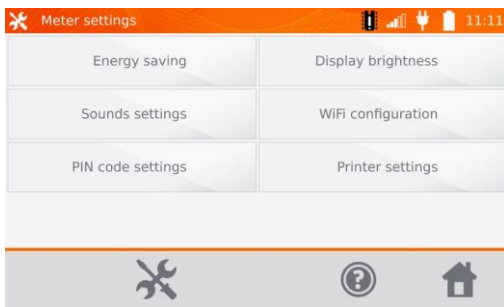 Meter settings 11:11
Energy saving Display brightness
Sounds settings WiFi configuration
PIN code settings Printer settings